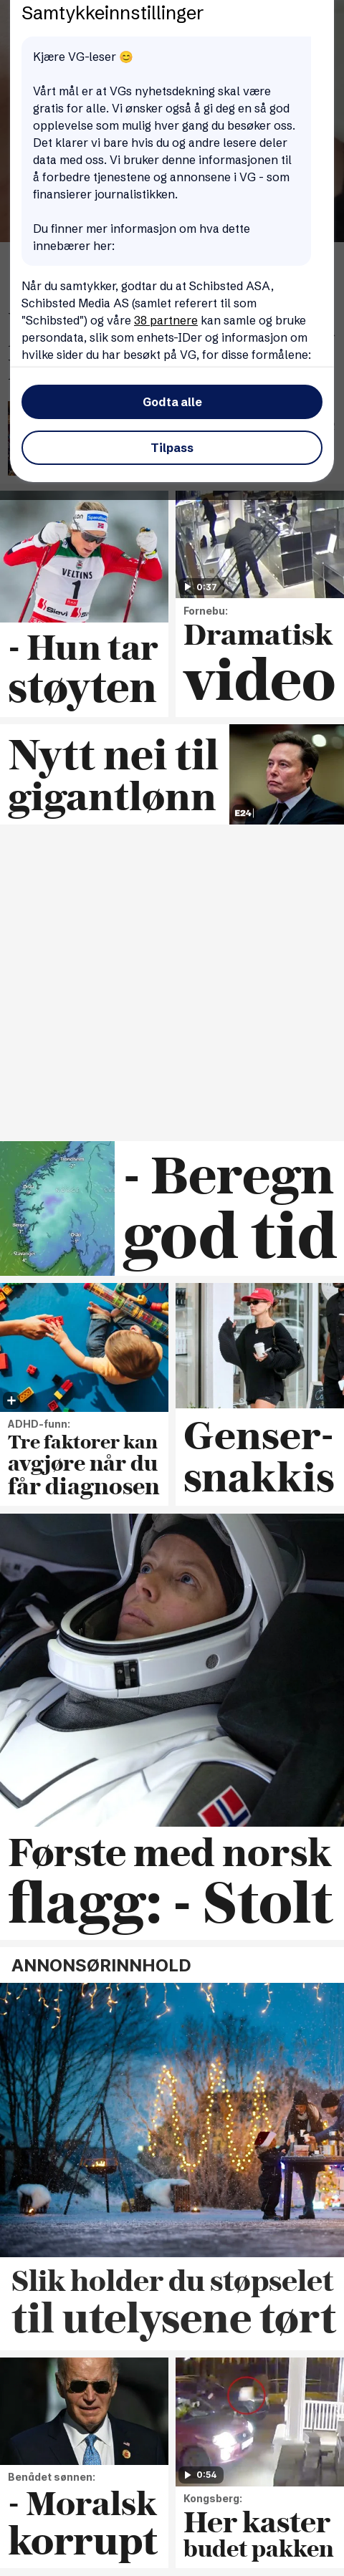 Samtykkeinnstillinger
Kjære VG-leser 😊
Vårt mål er at VGs nyhetsdekning skal være
gratis for alle. Vi ønsker også å gi deg en så god
opplevelse som mulig hver gang du besøker oss.
Det klarer vi bare hvis du og andre lesere deler
data med oss. Vi bruker denne informasjonen til
å forbedre tjenestene og annonsene i VG - som
finansierer journalistikken.
Du finner mer informasjon om hva dette
innebærer her:
Når du samtykker, godtar du at Schibsted ASA,
Schibsted Media AS (samlet referert til som
"Schibsted") og våre 38 partnere kan samle og bruke
persondata, slik som enhets-IDer og informasjon om
hvilke sider du har besøkt på VG, for disse formålene:
Godta alle
Tilpass
VELTINS
1
- Hun tar
støyten
0:37
Fornebu:
Dramatisk
video
Nytt nei til
gigantlønn
E24
- Beregn
god tid
ADHD-funn:
Tre faktorer kan
avgjøre når du
får diagnosen
Genser-
snakkis
Første med norsk
flagg: - Stolt
ANNONSØRINNHOLD
Slik holder du støpselet
til utelysene tørt
Benådet sønnen:
- Moralsk
korrupt
0:54
Kongsberg:
Her kaster
budet pakken